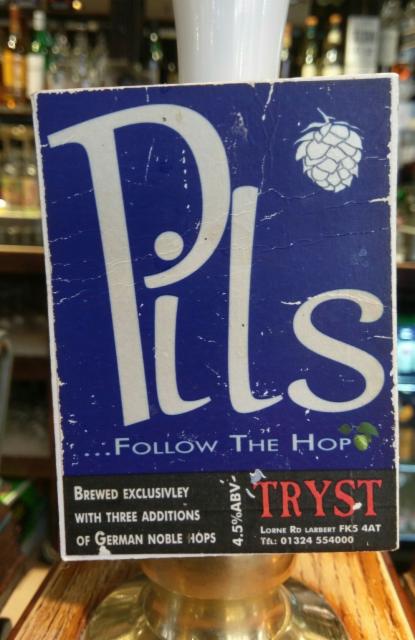 Pils
...FOLLOW THE HOP
BREWED EXCLUSIVLEY
WITH THREE ADDITIONS
OF GERMAN NOBLE HOPS
4.5%ABV-
TRYST
LORNE RD LARBERT FK5 4AT
TEL: 01324 554000